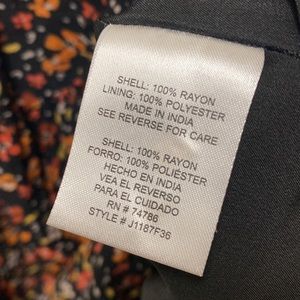 SHELL: 100% RAYON
LINING: 100% POLYESTER
MADE IN INDIA
SEE REVERSE FOR CARE
SHELL: 100% RAYON
FORRO: 100% POLIÉSTER
HECHO EN INDIA
VEA EL REVERSO
PARA EL CUIDADO
RN # 74786
STYLE # J1187F36